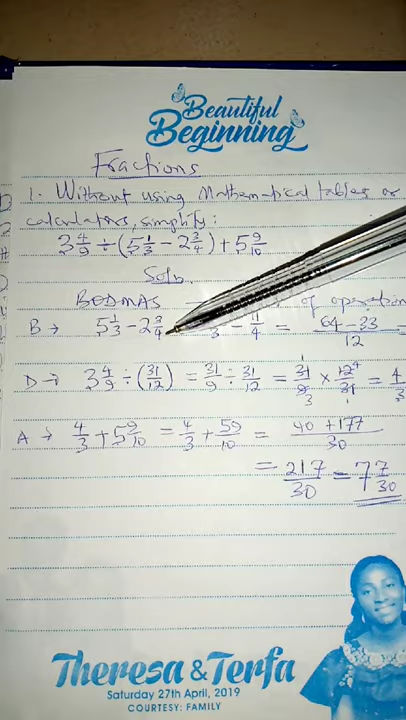 Beautiful
Beginning
Fractions
1. Without using Mathematical tables or
calculators, simplify:
3 4/9 ÷ (5 1/3 - 2 3/4) + 5 9/10
Soln.
BODMAS of operation
B → 5 1/3 - 2 3/4 - 11/4 = 64-33/12 =
D → 3 4/9 ÷ (31/12) = 31/9 ÷ 31/12 = 31/9 3 × 12 4/31 = 4/3
A → 4/3 + 5 9/10 = 4/3 + 59/10 = 40+177/30
= 217/30 = 7 7/30
Theresa & Terfa
Saturday 27th April, 2019
COURTESY: FAMILY